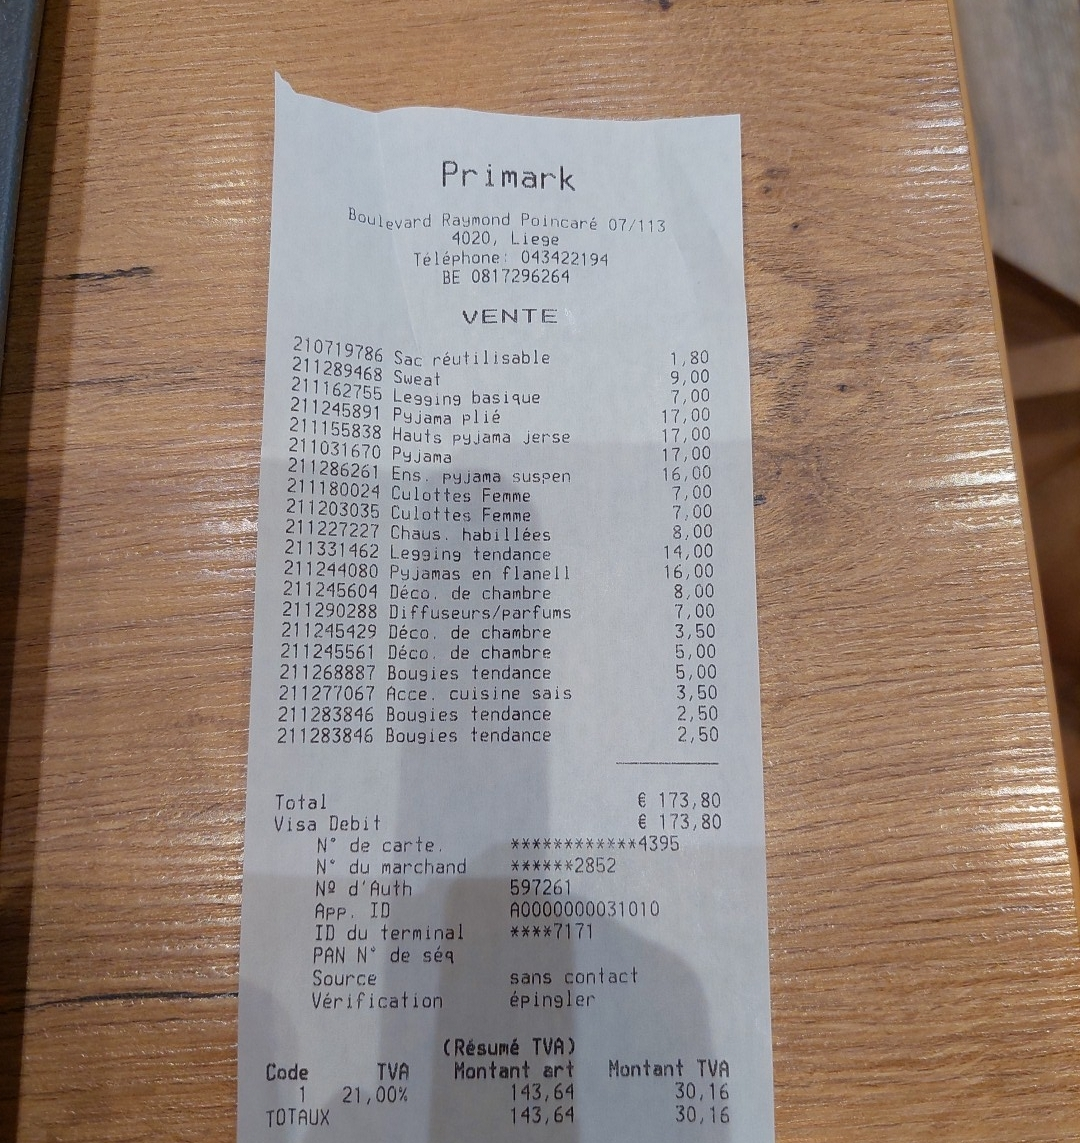 Primark
Boulevard Raymond Poincaré 07/113
4020, Liege
Téléphone: 043422194
BE 0817296264
VENTE
210719786 Sac réutilisable 1,80
211289468 Sweat 9,00
211162755 Legging basique 7,00
211245891 Pyjama plié 17,00
211155838 Hauts pyjama jerse 17,00
211031670 Pyjama 17,00
211286261 Ens. pyjama suspen 16,00
211180024 Culottes Femme 7,00
211203035 Culottes Femme 7,00
211227227 Chaus. habillées 8,00
211331462 Legging tendance 14,00
211244080 Pyjamas en flanell 16,00
211245604 Déco. de chambre 8,00
211290288 Diffuseurs/parfums 7,00
211245429 Déco. de chambre 3,50
211245561 Déco. de chambre 5,00
211268887 Bougies tendance 5,00
211277067 Acce. cuisine sais 3,50
211283846 Bougies tendance 2,50
211283846 Bougies tendance 2,50
Total € 173,80
Visa Debit € 173,80
N° de carte. ************4395
N° du marchand ******2852
Nº d'Auth 597261
App. ID A0000000031010
ID du terminal ****7171
PAN N° de séq
Source sans contact
Vérification épingler
(Résumé TVA)
Code TVA Montant art Montant TVA
1 21,00% 143,64 30,16
TOTAUX 143,64 30,16